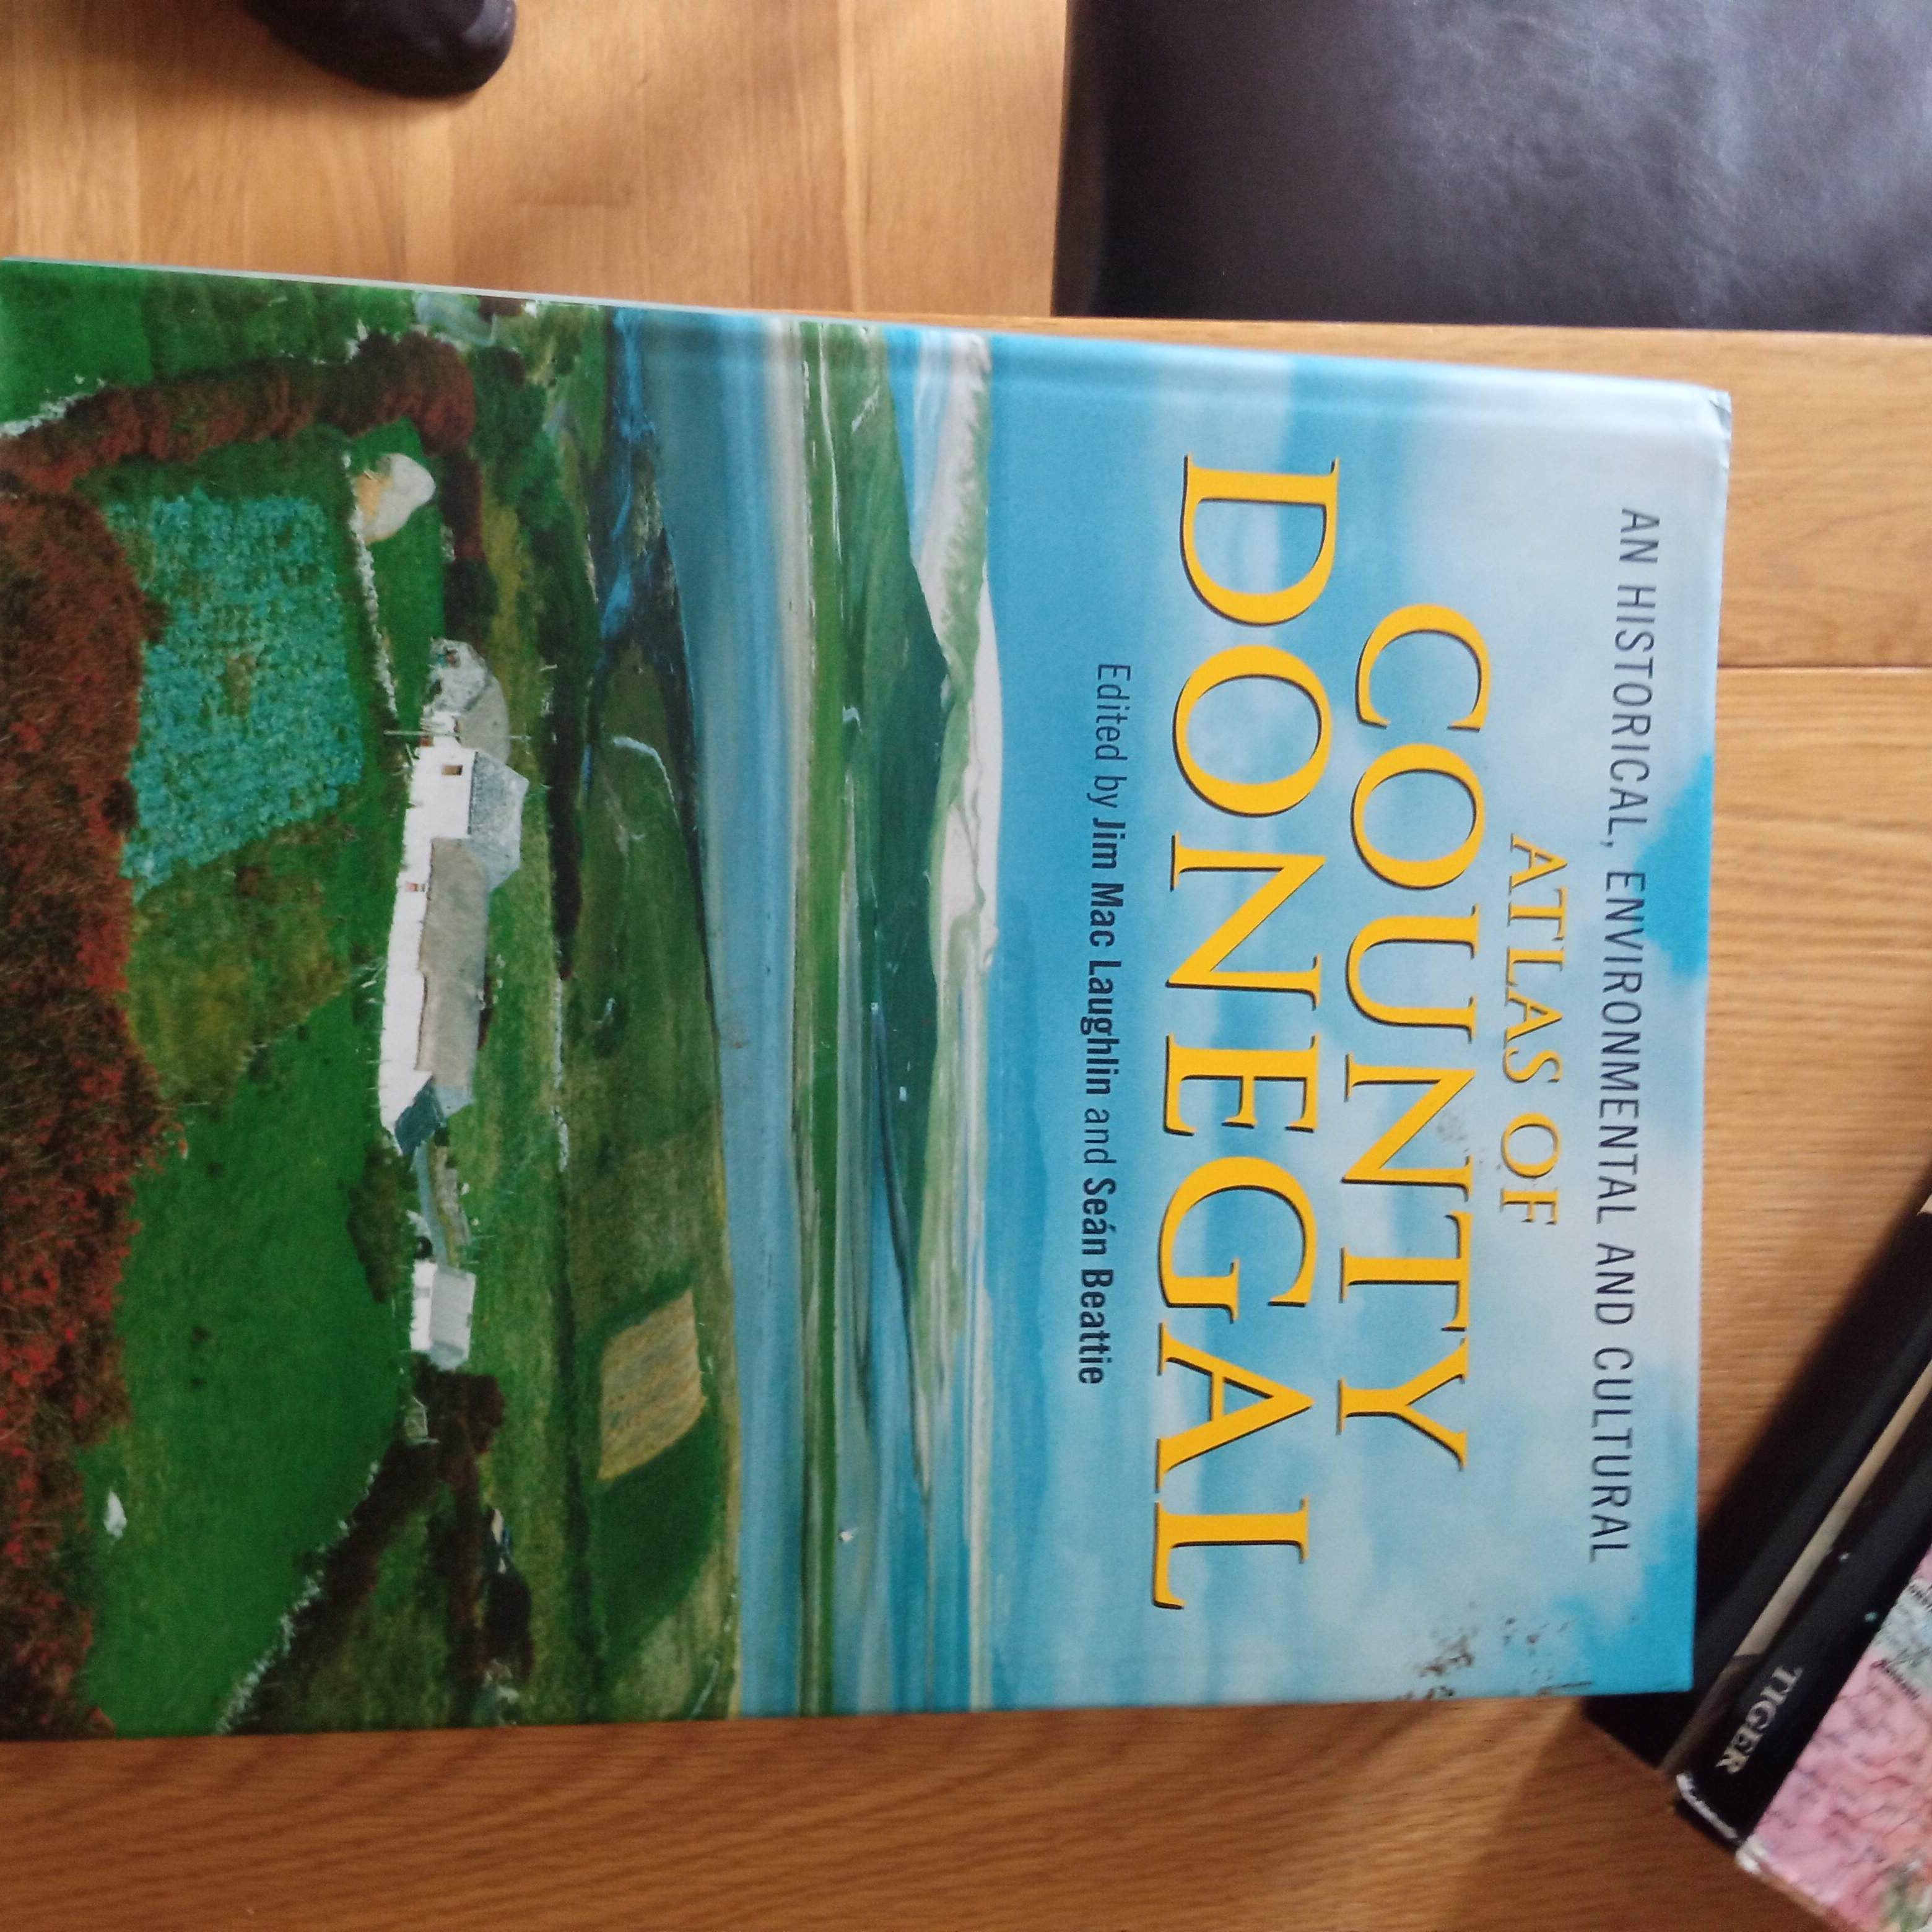 AN HISTORICAL, ENVIRONMENTAL AND CULTURAL
ATLAS OF
COUNTY
DONEGAL
Edited by Jim Mac Laughlin and Seán Beattie
TIGER